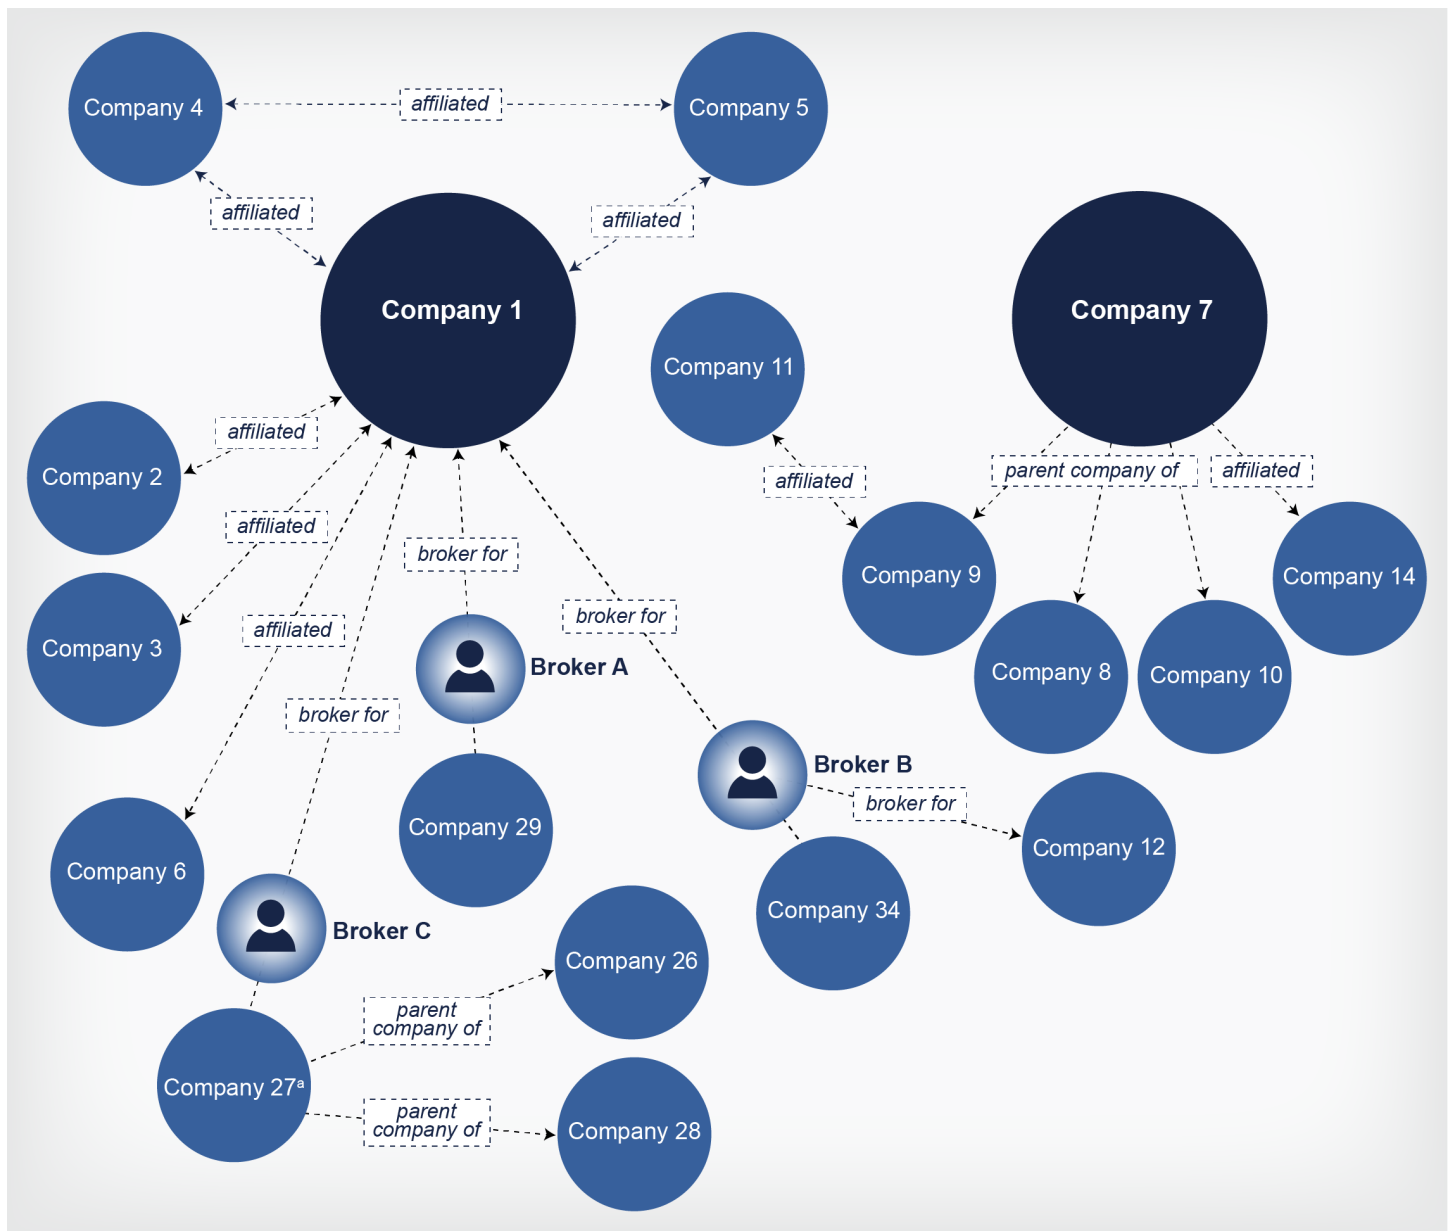 Company 4
affiliated
Company 5
affiliated
affiliated
Company 1
Company 7
Company 11
affiliated
Company 2
parent company of
affiliated
affiliated
affiliated
broker for
Company 9
Company 14
broker for
affiliated
Company 3
Broker A
Company 8
Company 10
broker for
Broker B
broker for
Company 29
Company 12
Company 6
Company 34
Broker C
Company 26
parent
company of
Company 27ᵃ
parent
company of
Company 28